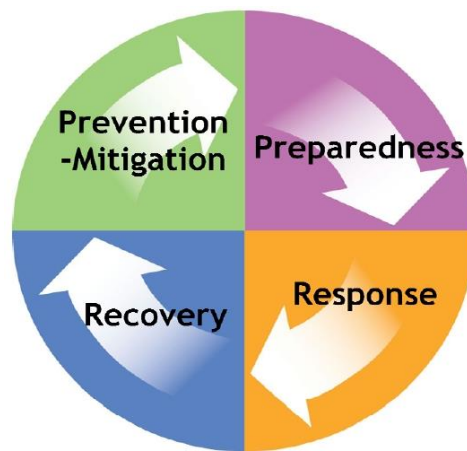 Prevention
-Mitigation
Preparedness
Response
Recovery